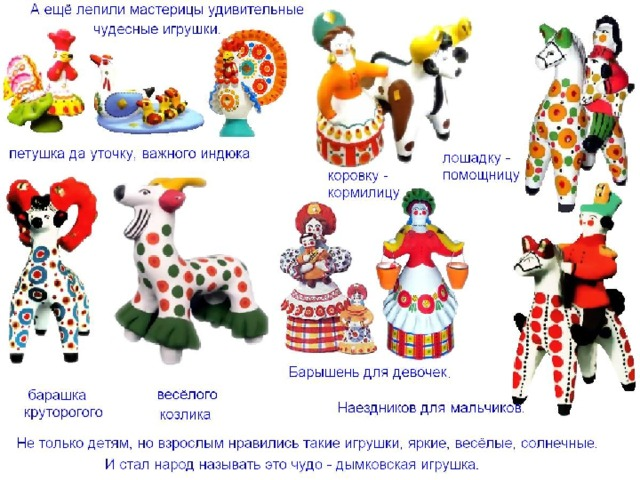 А ещё лепили мастерицы удивительные
чудесные игрушки.
петушка да уточку, важного индюка
коровку -
кормилицу
лошадку -
помощницу
Барышень для девочек.
барашка
круторогого
весёлого
козлика
Наездников для мальчиков.
Не только детям, но взрослым нравились такие игрушки, яркие, весёлые, солнечные.
И стал народ называть это чудо - дымковская игрушка.